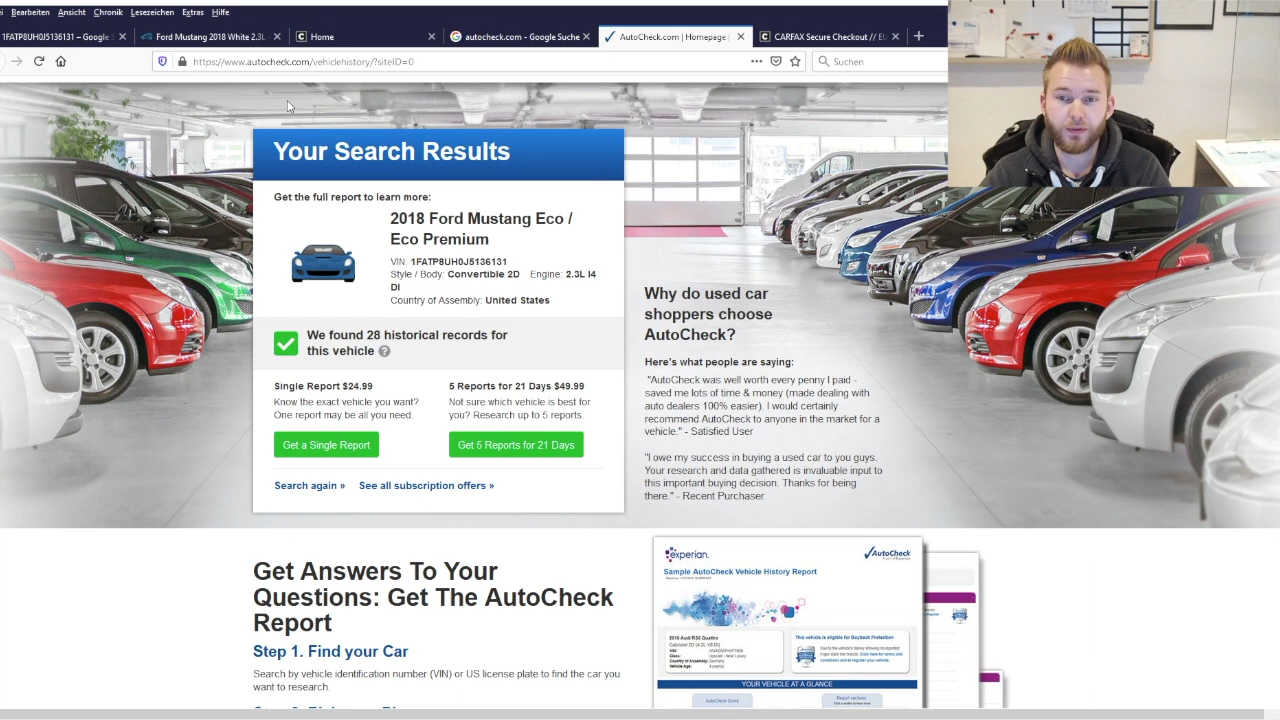 Bearbeiten Ansicht Chronik Lesezeichen Extras Hilfe
1FATP8UH0J5136131 – Google S
Ford Mustang 2018 White 2.3L
Home
autocheck.com - Google Suche
AutoCheck.com | Homepage |
CARFAX Secure Checkout //
https://www.autocheck.com/vehiclehistory/?siteID=0
Suchen
Your Search Results
Get the full report to learn more:
2018 Ford Mustang Eco /
Eco Premium
VIN: 1FATP8UH0J5136131
Style / Body: Convertible 2D Engine: 2.3L I4
DI
Country of Assembly: United States
We found 28 historical records for
this vehicle ?
Single Report $24.99
Know the exact vehicle you want?
One report may be all you need.
Get a Single Report
5 Reports for 21 Days $49.99
Not sure which vehicle is best for
you? Research up to 5 reports.
Get 5 Reports for 21 Days
Search again » See all subscription offers »
Why do used car
shoppers choose
AutoCheck?
Here's what people are saying:
"AutoCheck was well worth every penny I paid -
saved me lots of time & money (made dealing with
auto dealers 100% easier). I would certainly
recommend AutoCheck to anyone in the market for a
vehicle." - Satisfied User
"I owe my success in buying a used car to you guys.
Your research and data gathered is invaluable input to
this important buying decision. Thanks for being
there." - Recent Purchaser
Get Answers To Your
Questions: Get The AutoCheck
Report
Step 1. Find your Car
Search by vehicle identification number (VIN) or US license plate to find the car you
want to research.
experian.
AutoCheck
Sample AutoCheck Vehicle History Report
2016 Audi RS5 Quattro
Country of Assembly: Germany
This vehicle is eligible for Buyback Protection
YOUR VEHICLE AT A GLANCE
AutoCheck Score
Report sections